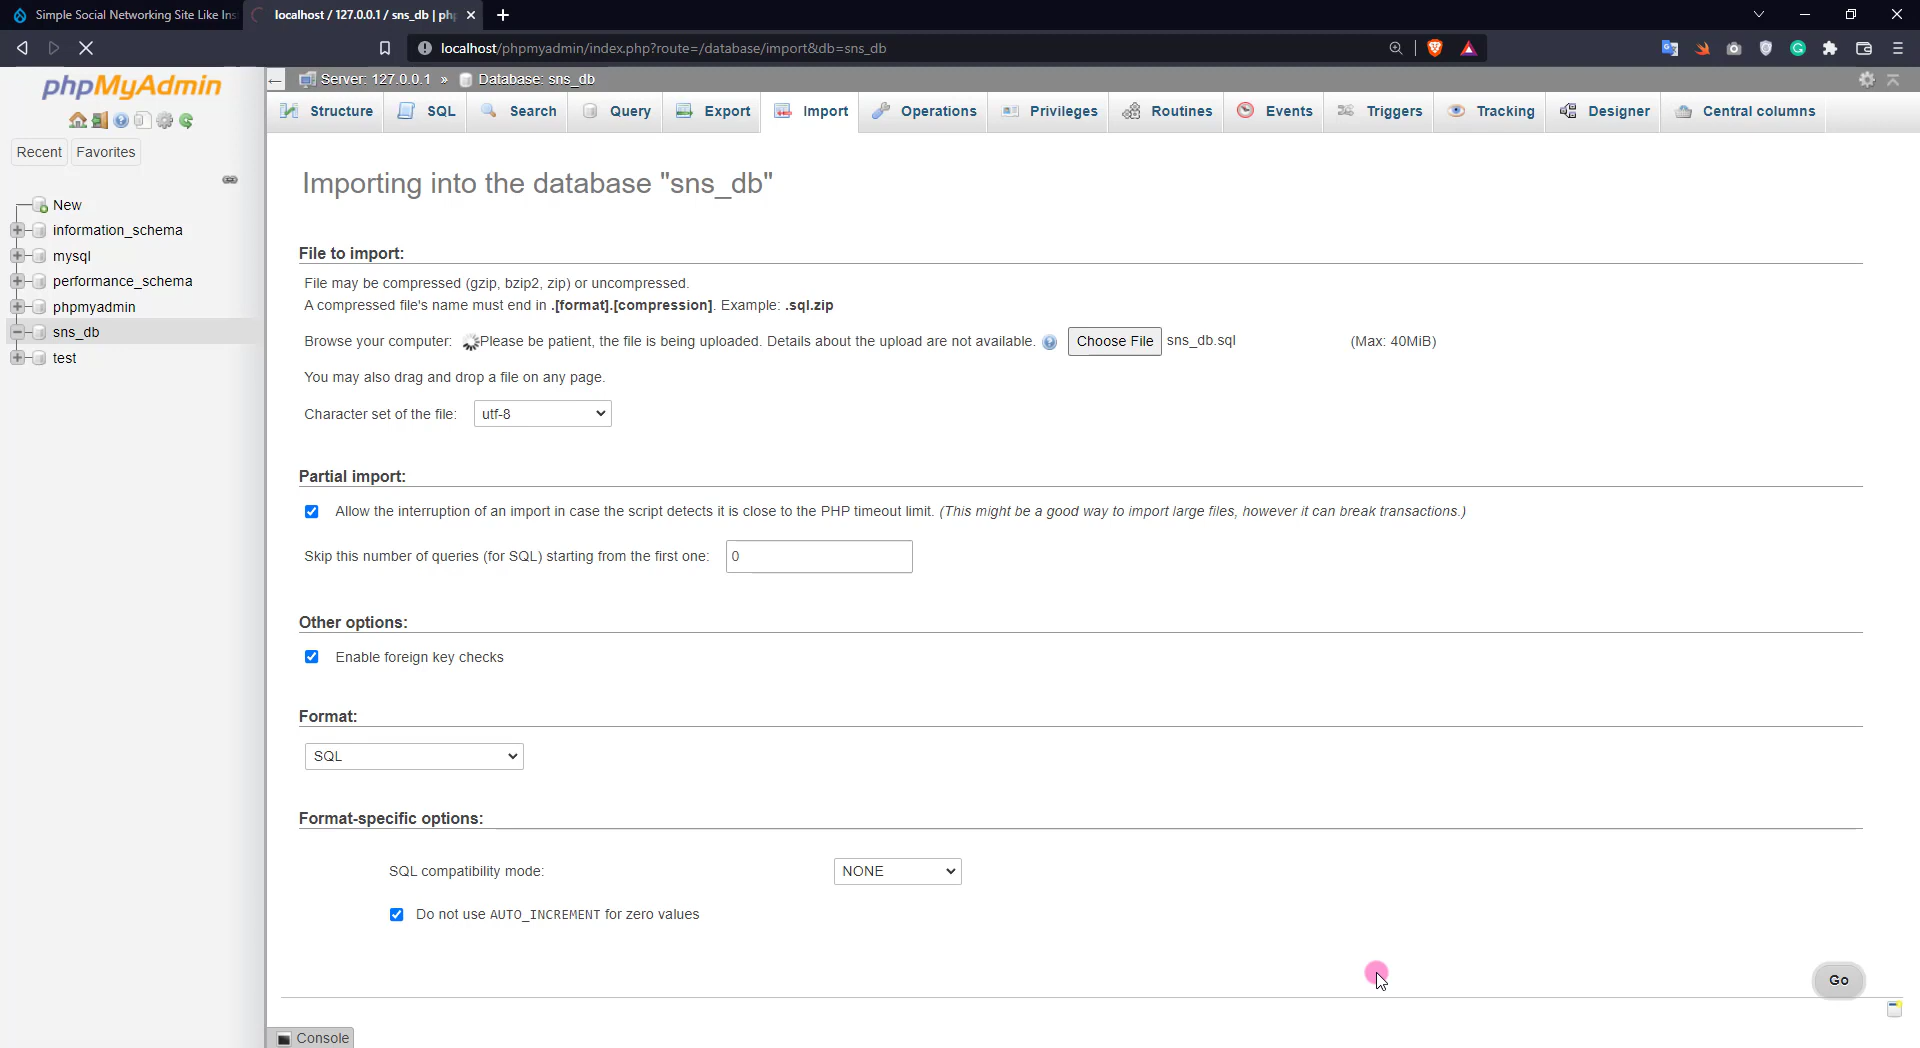 Simple Social Networking Site Like Ins
localhost / 127.0.0.1 / sns_db | ph
localhost/phpmyadmin/index.php?route=/database/import&db=sns_db
phpMyAdmin
Recent
Favorites
New
information_schema
mysql
performance_schema
phpmyadmin
sns_db
test
Server: 127.0.0.1 » Database: sns_db
Structure
SQL
Search
Query
Export
Import
Operations
Privileges
Routines
Events
Triggers
Tracking
Designer
Central columns
Importing into the database "sns_db"
File to import:
File may be compressed (gzip, bzip2, zip) or uncompressed.
A compressed file's name must end in .[format].[compression]. Example: .sql.zip
Browse your computer: Please be patient, the file is being uploaded. Details about the upload are not available. Choose File sns_db.sql (Max: 40MiB)
You may also drag and drop a file on any page.
Character set of the file: utf-8
Partial import:
Allow the interruption of an import in case the script detects it is close to the PHP timeout limit. (This might be a good way to import large files, however it can break transactions.)
Skip this number of queries (for SQL) starting from the first one: 0
Other options:
Enable foreign key checks
Format:
SQL
Format-specific options:
SQL compatibility mode: NONE
Do not use AUTO_INCREMENT for zero values
Go
Console